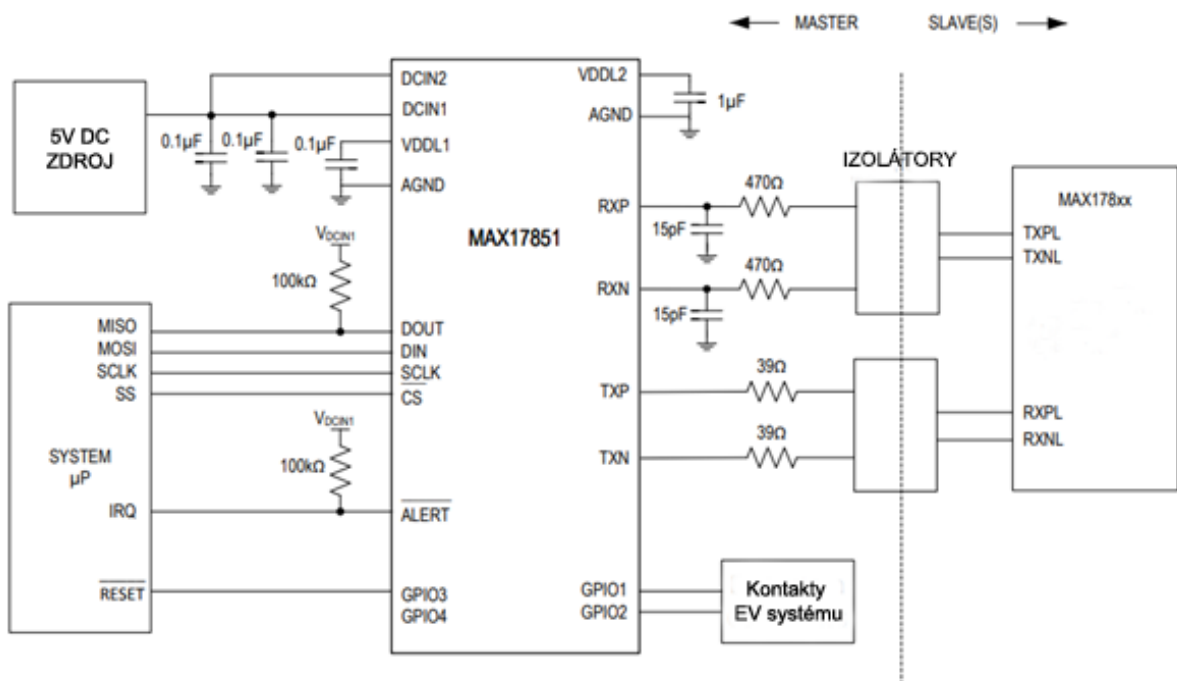 MASTER
SLAVE(S)
5V DC
ZDROJ
0.1µF
0.1µF
0.1µF
DCIN2
DCIN1
VDDL1
AGND
VDDL2
AGND
1µF
MAX17851
RXP
470Ω
15pF
RXN
470Ω
15pF
IZOLÁTORY
MAX178xx
TXPL
TXNL
VDCIN1
100kΩ
MISO
MOSI
SCLK
SS
DOUT
DIN
SCLK
CS
TXP
39Ω
TXN
39Ω
RXPL
RXNL
VDCIN1
100kΩ
SYSTEM
µP
IRQ
ALERT
RESET
GPIO3
GPIO4
GPIO1
GPIO2
Kontakty
EV systému